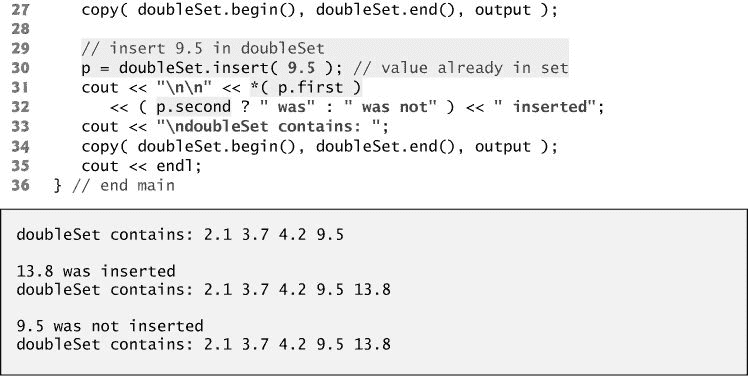 27 copy( doubleSet.begin(), doubleSet.end(), output );
28
29 // insert 9.5 in doubleSet
30 p = doubleSet.insert( 9.5 ); // value already in set
31 cout << "\n\n" << *( p.first )
32 << ( p.second ? " was" : " was not" ) << " inserted";
33 cout << "\ndoubleSet contains: ";
34 copy( doubleSet.begin(), doubleSet.end(), output );
35 cout << endl;
36 } // end main
doubleSet contains: 2.1 3.7 4.2 9.5
13.8 was inserted
doubleSet contains: 2.1 3.7 4.2 9.5 13.8
9.5 was not inserted
doubleSet contains: 2.1 3.7 4.2 9.5 13.8